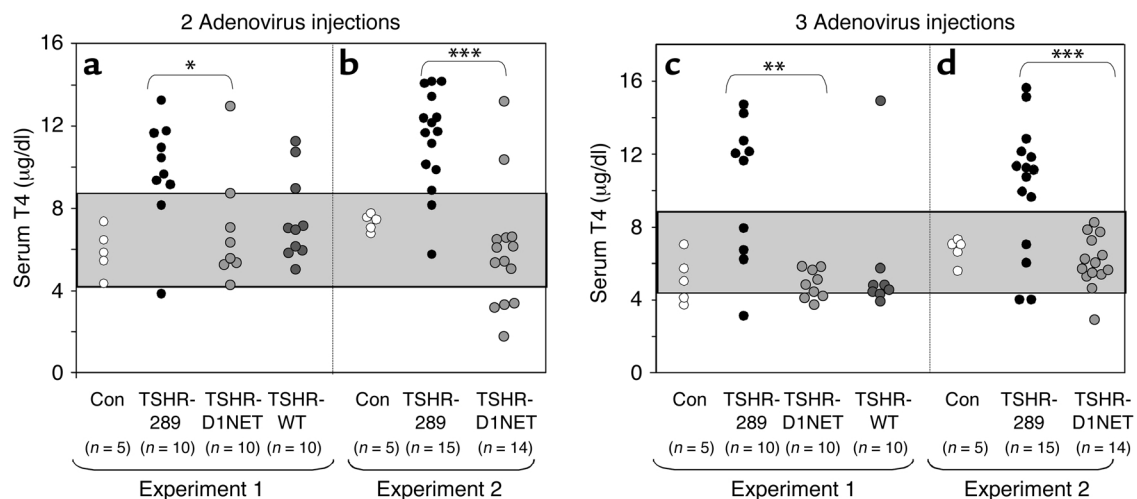 2 Adenovirus injections
3 Adenovirus injections
a
*
b
***
c
**
d
***
Serum T4 (μg/dl)
16
12
8
4
0
Serum T4 (μg/dl)
16
12
8
4
0
Con
TSHR-
289
TSHR-
D1NET
TSHR-
WT
Con
TSHR-
289
TSHR-
D1NET
(n = 5) (n = 10) (n = 10) (n = 10) (n = 5) (n = 15) (n = 14)
Experiment 1
Experiment 2
Con
TSHR-
289
TSHR-
D1NET
TSHR-
WT
Con
TSHR-
289
TSHR-
D1NET
(n = 5) (n = 10) (n = 10) (n = 10) (n = 5) (n = 15) (n = 14)
Experiment 1
Experiment 2